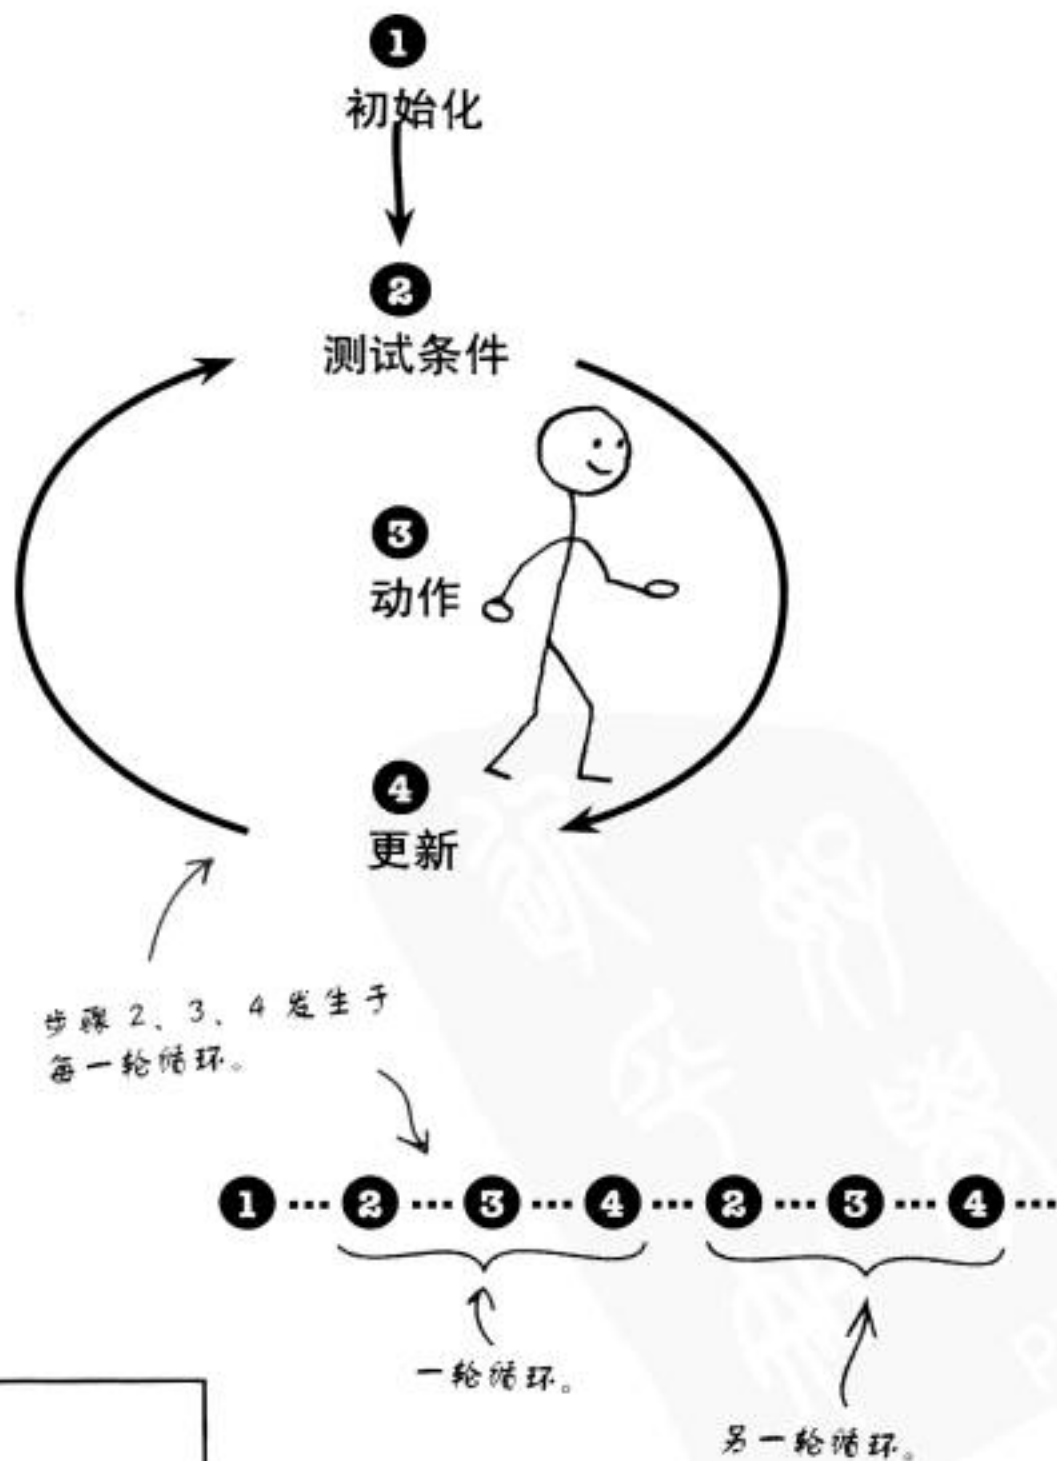 1
初始化
2
测试条件
3
动作
4
更新
步骤 2、3、4 发生于
每一轮循环。
1 ... 2 ... 3 ... 4 ... 2 ... 3 ... 4 ...
一轮循环。
另一轮循环。